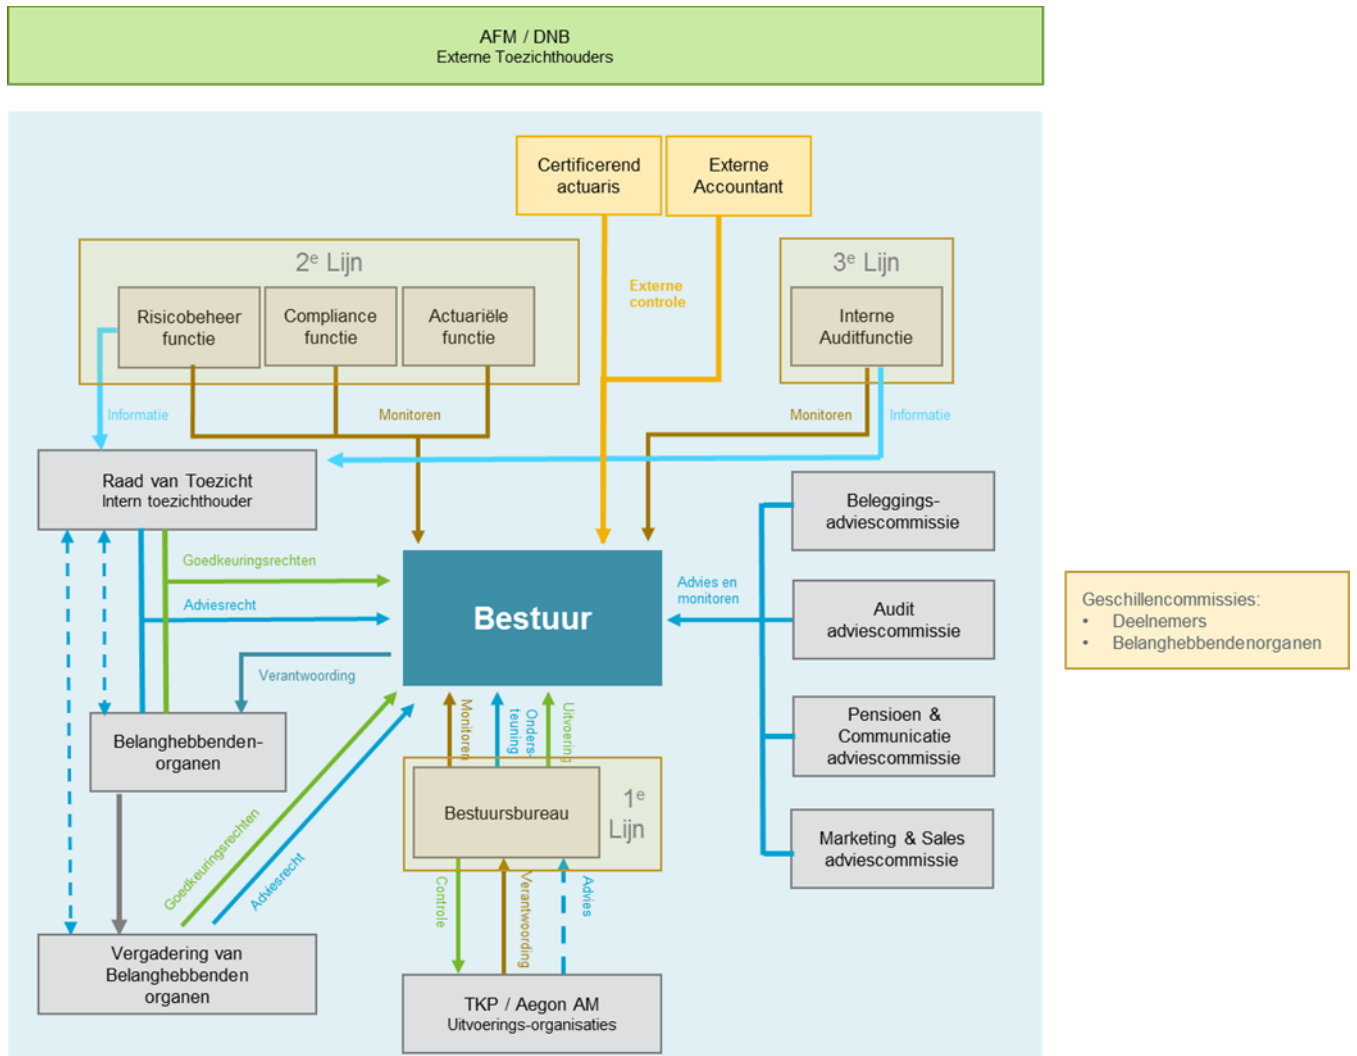 AFM / DNB
Externe Toezichthouders
Certificerend
actuaris
Externe
Accountant
2e Lijn
3e Lijn
Risicobeheer
functie
Compliance
functie
Actuariële
functie
Externe
controle
Interne
Auditfunctie
Informatie
Monitoren
Monitoren
Informatie
Raad van Toezicht
Intern toezichthouder
Beleggings-
adviescommissie
Goedkeuringsrechten
Adviesrecht
Bestuur
Advies en
monitoren
Audit
adviescommissie
Geschillencommissies:
• Deelnemers
• Belanghebbendenorganen
Verantwoording
Monitoren
Onders-
teuning
Uitvoering
Belanghebbenden-
organen
Pensioen &
Communicatie
adviescommissie
Bestuursbureau
1e
Lijn
Marketing & Sales
adviescommissie
Goedkeuringsrechten
Adviesrecht
Controle
Verantwoording
Advies
Vergadering van
Belanghebbenden
organen
TKP / Aegon AM
Uitvoerings-organisaties